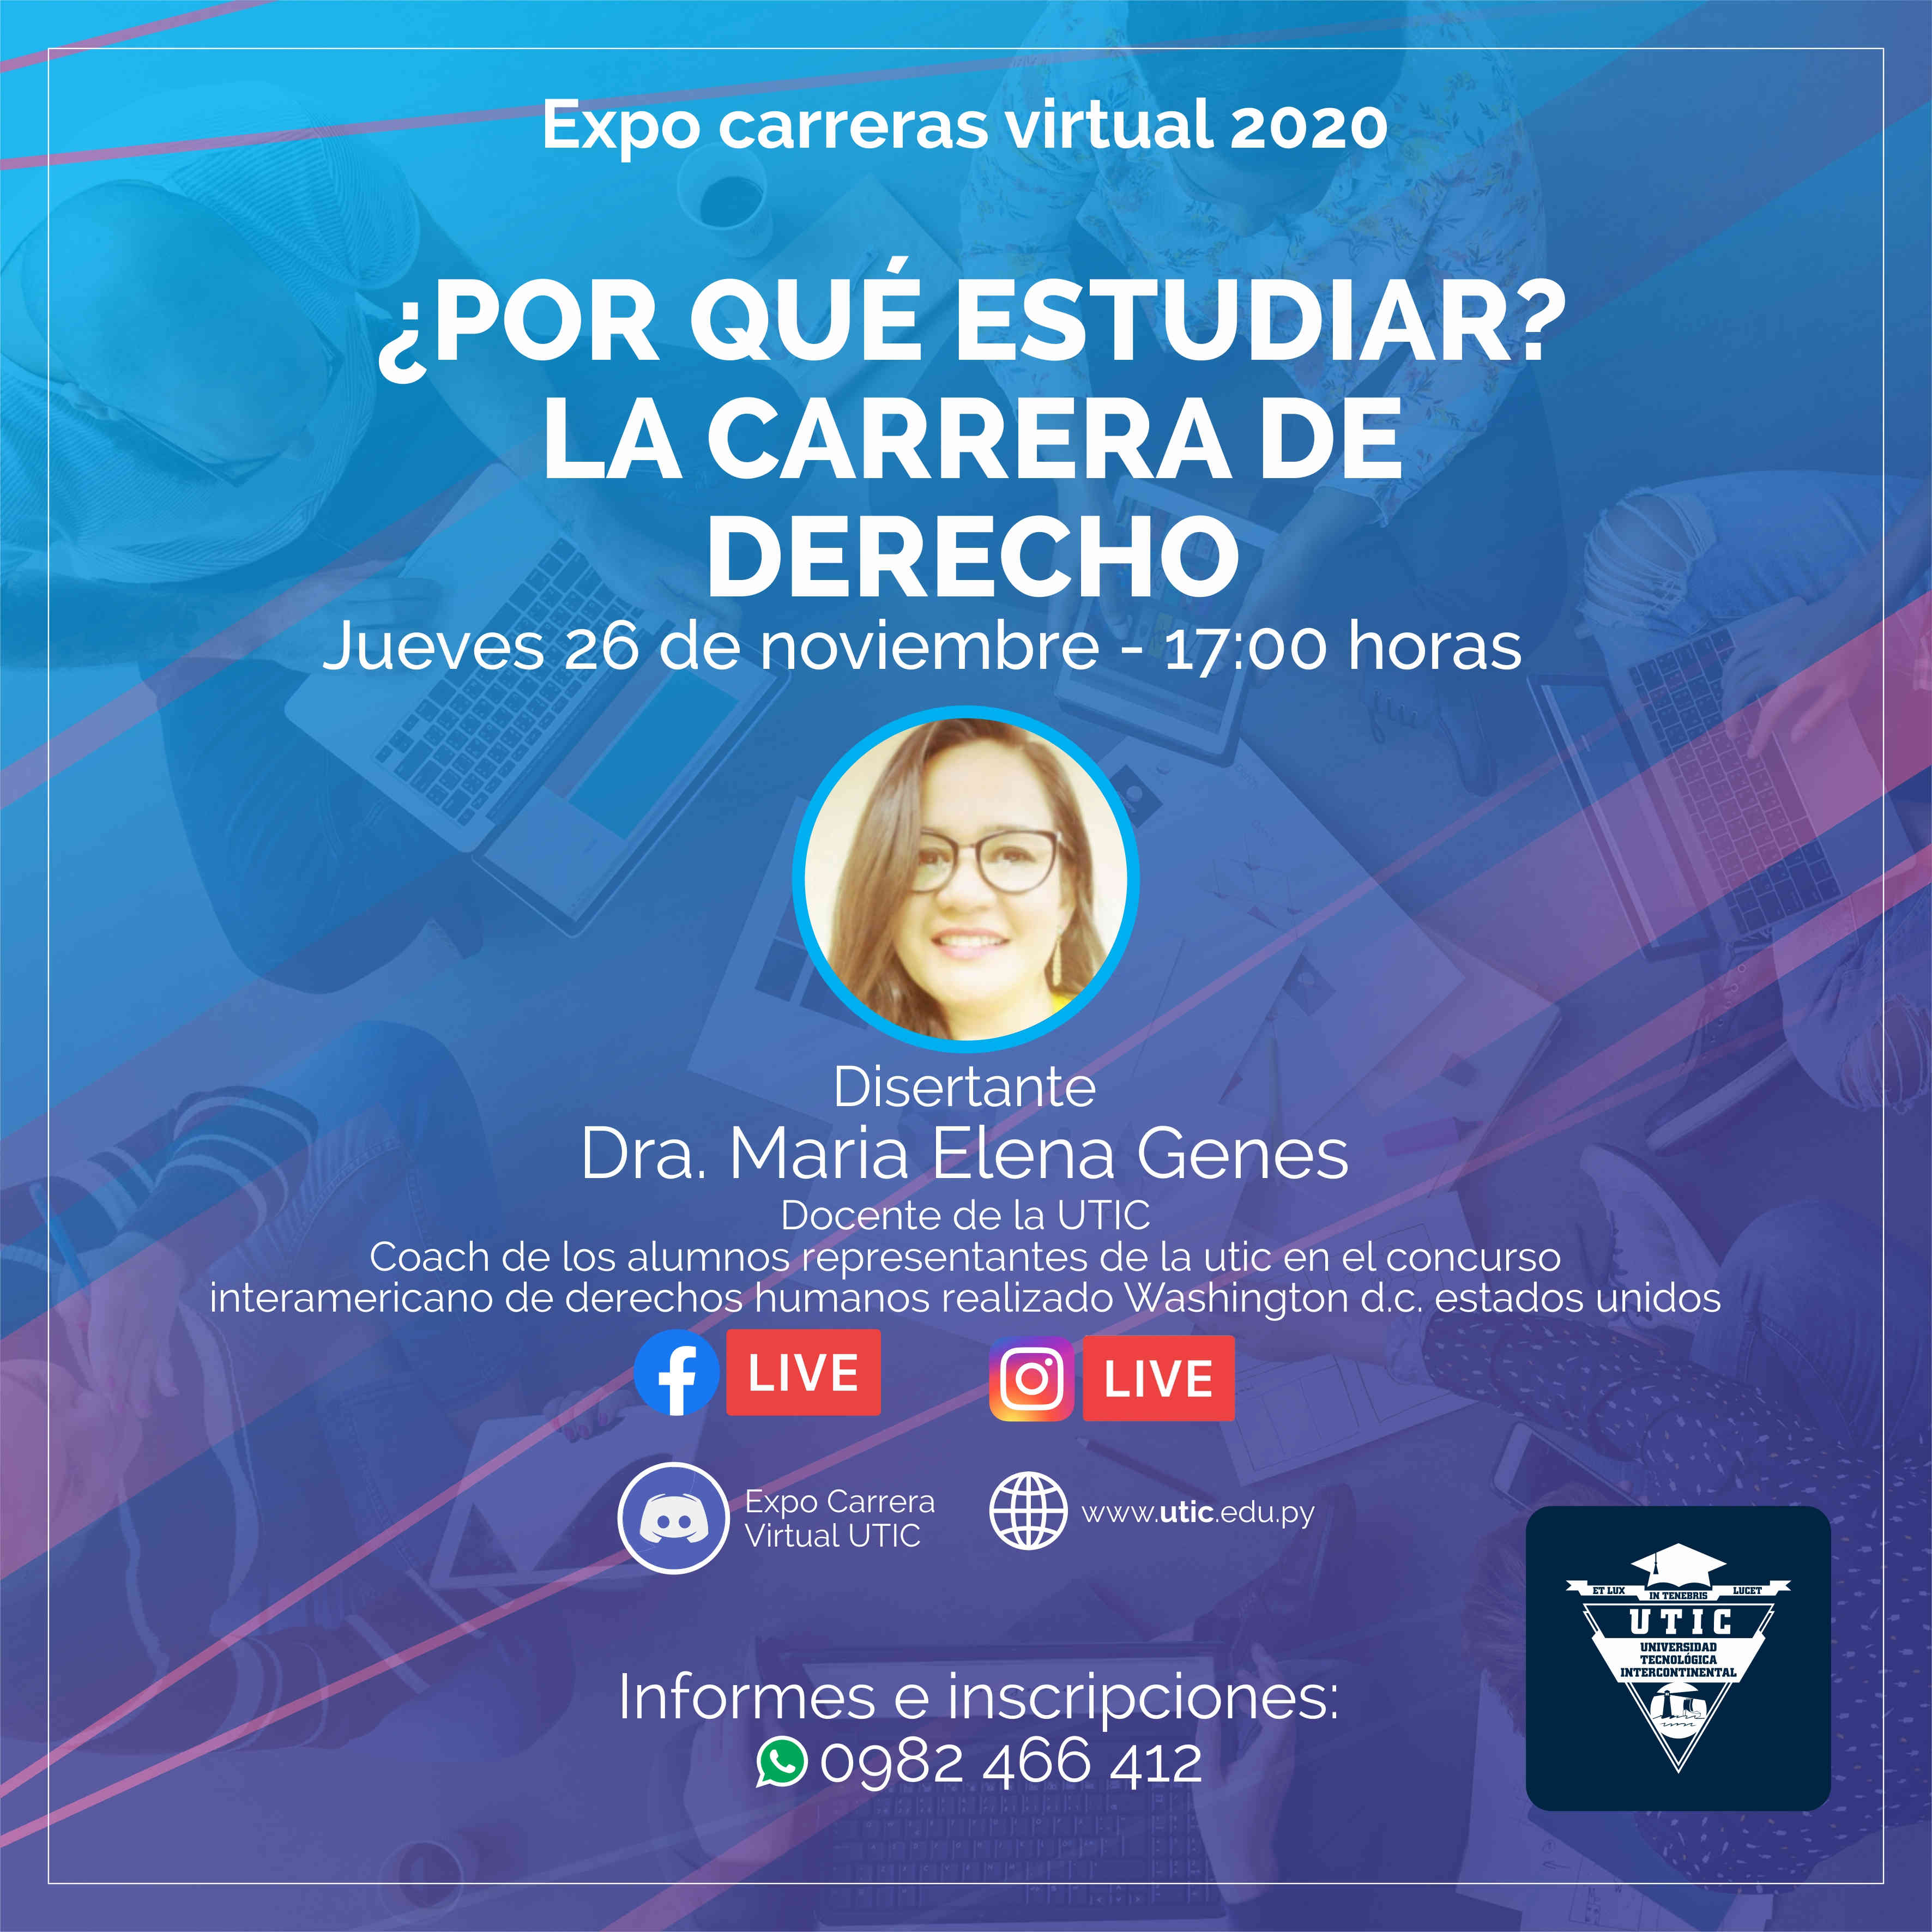 Expo carreras virtual 2020
¿POR QUÉ ESTUDIAR?
LA CARRERA DE
DERECHO
Jueves 26 de noviembre - 17:00 horas
Disertante
Dra. Maria Elena Genes
Docente de la UTIC
Coach de los alumnos representantes de la utic en el concurso
interamericano de derechos humanos realizado Washington d.c. estados unidos
LIVE LIVE
Expo Carrera
Virtual UTIC
www.utic.edu.py
ET LUX IN TENEBRIS LUCET
UTIC
UNIVERSIDAD
TECNOLÓGICA
INTERCONTINENTAL
Informes e inscripciones:
0982 466 412